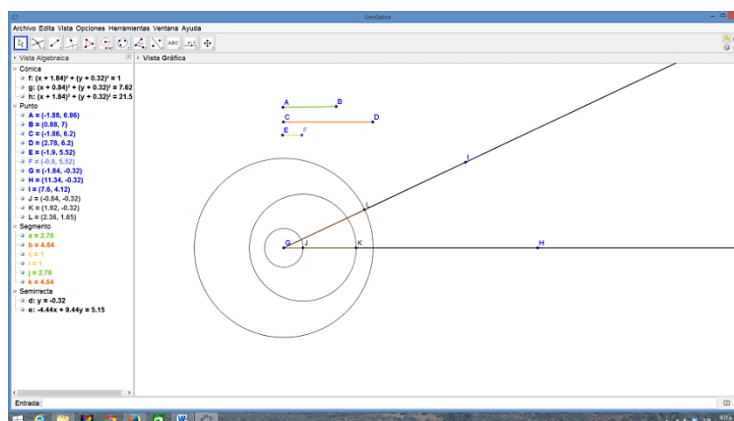 GeoGebra
Archivo Edita Vista Opciones Herramientas Ventana Ayuda
ABC
Vista Algebraica
Vista Gráfica
Cónica
f: (x + 1.84)² + (y + 0.32)² = 1
g: (x + 0.84)² + (y + 0.32)² = 7.62
h: (x + 1.84)² + (y + 0.32)² = 21.5
Punto
A = (-1.88, 6.96)
B = (0.88, 7)
C = (-1.86, 6.2)
D = (2.78, 6.2)
E = (-1.9, 5.52)
F = (-0.9, 5.52)
G = (-1.84, -0.32)
H = (11.34, -0.32)
I = (7.6, 4.12)
J = (-0.84, -0.32)
K = (1.92, -0.32)
L = (2.36, 1.65)
Segmento
a = 2.76
b = 4.64
c = 1
i = 1
j = 2.76
k = 4.64
Semirrecta
d: y = -0.32
e: -4.44x + 9.44y = 5.15
A B
C D
E F
I
L
G J K H
Entrada: